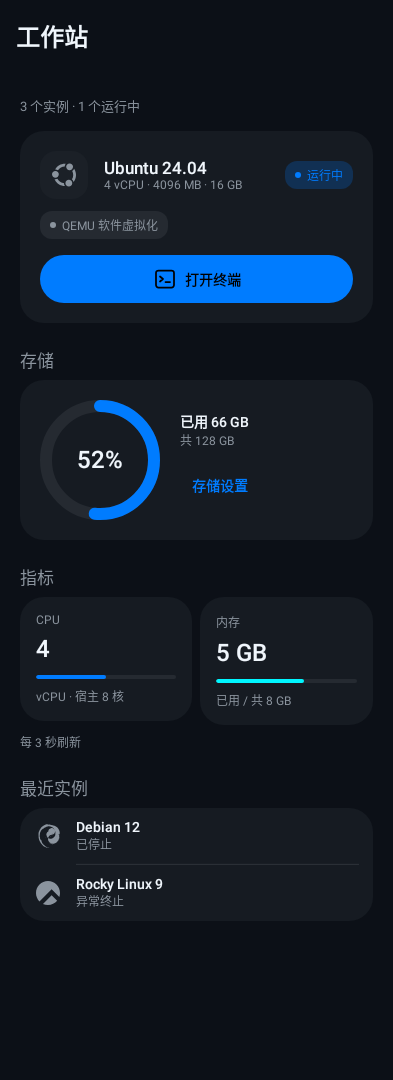 工作站
3 个实例 · 1 个运行中
Ubuntu 24.04
4 vCPU · 4096 MB · 16 GB
运行中
QEMU 软件虚拟化
打开终端
存储
52%
已用 66 GB
共 128 GB
存储设置
指标
CPU
4
vCPU · 宿主 8 核
内存
5 GB
已用 / 共 8 GB
每 3 秒刷新
最近实例
Debian 12
已停止
Rocky Linux 9
异常终止